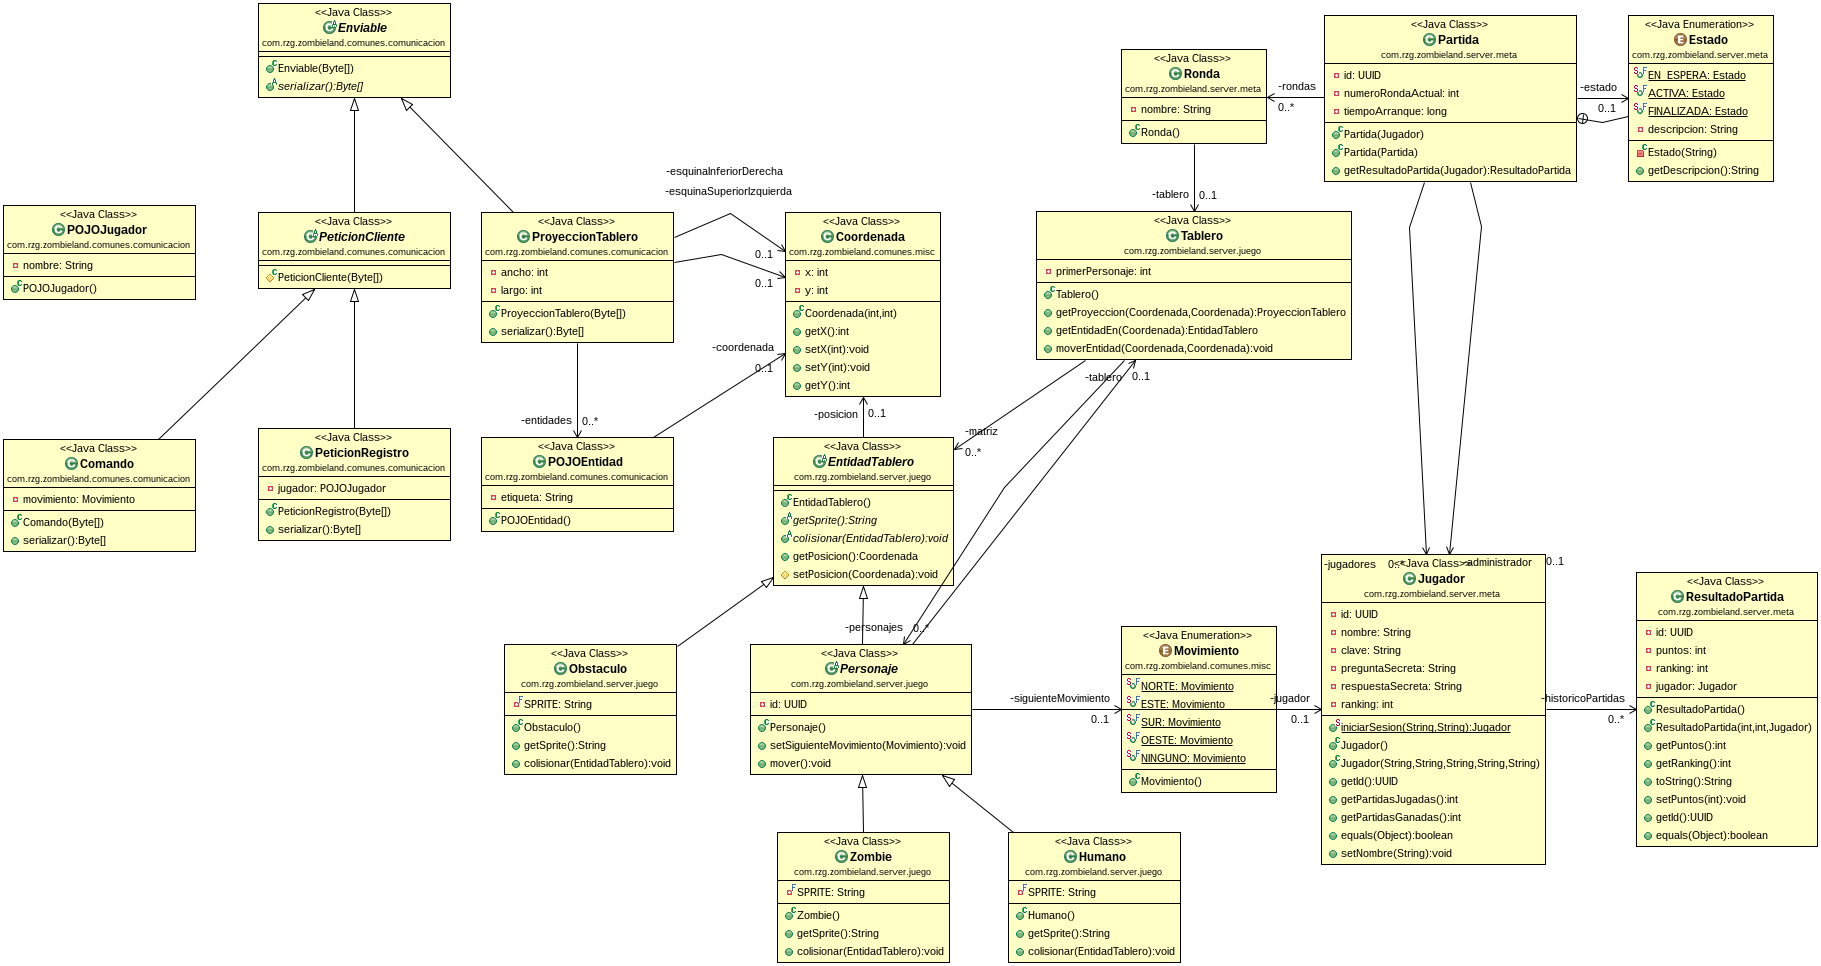 <<Java Class>>
Enviable
com.rzg.zombieland.comunes.comunicacion
Enviable(Byte[])
serializar():Byte[]
<<Java Class>>
Ronda
com.rzg.zombieland.server.meta
nombre: String
Ronda()
-rondas
0..*
<<Java Class>>
Partida
com.rzg.zombieland.server.meta
id: UUID
numeroRondaActual: int
tiempoArranque: long
Partida(Jugador)
Partida(Partida)
getResultadoPartida(Jugador):ResultadoPartida
-estado
0..1
<<Java Enumeration>>
Estado
com.rzg.zombieland.server.meta
EN_ESPERA: Estado
ACTIVA: Estado
FINALIZADA: Estado
descripcion: String
Estado(String)
getDescripcion():String
<<Java Class>>
POJOJugador
com.rzg.zombieland.comunes.comunicacion
nombre: String
POJOJugador()
<<Java Class>>
PeticionCliente
com.rzg.zombieland.comunes.comunicacion
PeticionCliente(Byte[])
<<Java Class>>
ProyeccionTablero
com.rzg.zombieland.comunes.comunicacion
ancho: int
largo: int
ProyeccionTablero(Byte[])
serializar():Byte[]
-esquinaInferiorDerecha
-esquinaSuperiorIzquierda
0..1
0..1
<<Java Class>>
Coordenada
com.rzg.zombieland.comunes.misc
x: int
y: int
Coordenada(int,int)
getX():int
setX(int):void
setY(int):void
getY():int
-tablero
0..1
<<Java Class>>
Tablero
com.rzg.zombieland.server.juego
primerPersonaje: int
Tablero()
getProyeccion(Coordenada,Coordenada):ProyeccionTablero
getEntidadEn(Coordenada):EntidadTablero
moverEntidad(Coordenada,Coordenada):void
-coordenada
0..1
-tablero
0..1
-entidades
0..*
-posicion
0..1
-matriz
0..*
<<Java Class>>
Comando
com.rzg.zombieland.comunes.comunicacion
movimiento: Movimiento
Comando(Byte[])
serializar():Byte[]
<<Java Class>>
PeticionRegistro
com.rzg.zombieland.comunes.comunicacion
jugador: POJOJugador
PeticionRegistro(Byte[])
serializar():Byte[]
<<Java Class>>
POJOEntidad
com.rzg.zombieland.comunes.comunicacion
etiqueta: String
POJOEntidad()
<<Java Class>>
EntidadTablero
com.rzg.zombieland.server.juego
EntidadTablero()
getSprite():String
colisionar(EntidadTablero):void
getPosicion():Coordenada
setPosicion(Coordenada):void
-personajes
0..*
<<Java Class>>
Obstaculo
com.rzg.zombieland.server.juego
SPRITE: String
Obstaculo()
getSprite():String
colisionar(EntidadTablero):void
<<Java Class>>
Personaje
com.rzg.zombieland.server.juego
id: UUID
Personaje()
setSiguienteMovimiento(Movimiento):void
mover():void
-siguienteMovimiento
0..1
<<Java Enumeration>>
Movimiento
com.rzg.zombieland.comunes.misc
NORTE: Movimiento
ESTE: Movimiento
SUR: Movimiento
OESTE: Movimiento
NINGUNO: Movimiento
Movimiento()
-jugador
0..1
-jugadores
0..*
-administrador
0..1
<<Java Class>>
Jugador
com.rzg.zombieland.server.meta
id: UUID
nombre: String
clave: String
preguntaSecreta: String
respuestaSecreta: String
ranking: int
iniciarSesion(String,String):Jugador
Jugador()
Jugador(String,String,String,String,String)
getId():UUID
getPartidasJugadas():int
getPartidasGanadas():int
equals(Object):boolean
setNombre(String):void
-historicoPartidas
0..*
<<Java Class>>
ResultadoPartida
com.rzg.zombieland.server.meta
id: UUID
puntos: int
ranking: int
jugador: Jugador
ResultadoPartida()
ResultadoPartida(int,int,Jugador)
getPuntos():int
getRanking():int
toString():String
setPuntos(int):void
getId():UUID
equals(Object):boolean
<<Java Class>>
Zombie
com.rzg.zombieland.server.juego
SPRITE: String
Zombie()
getSprite():String
colisionar(EntidadTablero):void
<<Java Class>>
Humano
com.rzg.zombieland.server.juego
SPRITE: String
Humano()
getSprite():String
colisionar(EntidadTablero):void